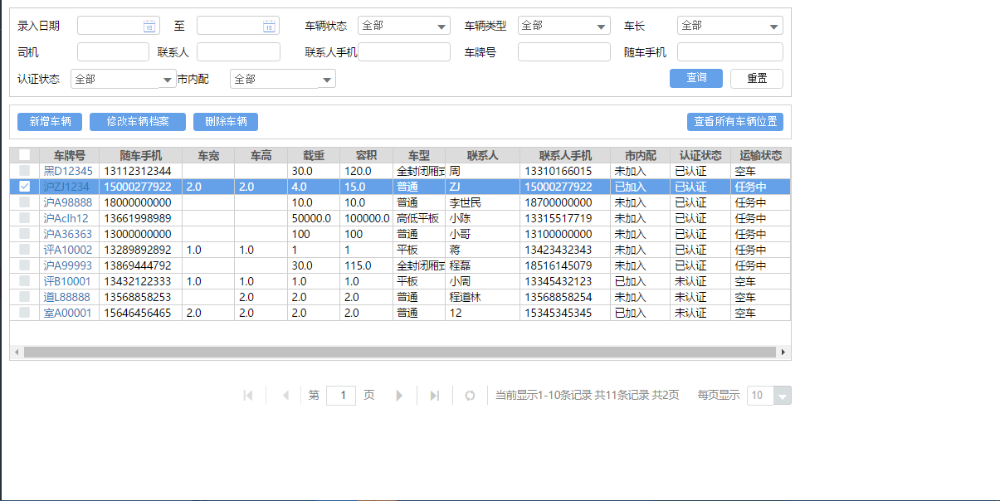 录入日期 至 车辆状态 全部 车辆类型 全部 车长 全部
司机 联系人 联系人手机 车牌号 随车手机
认证状态 全部 市内配 全部 查询 重置
新增车辆 修改车辆档案 删除车辆 查看所有车辆位置
车牌号 随车手机 车宽 车高 载重 容积 车型 联系人 联系人手机 市内配 认证状态 运输状态
黑D12345 13112312344 30.0 120.0 全封闭厢式 周 13310166015 未加入 已认证 空车
沪ZJ1234 15000277922 2.0 2.0 4.0 15.0 普通 ZJ 15000277922 已加入 已认证 任务中
沪A98888 18000000000 10.0 10.0 普通 李世民 18700000000 未加入 已认证 任务中
沪Aclh12 13661998989 50000.0 100000.0 高低平板 小陈 13315517719 未加入 已认证 任务中
沪A36363 13000000000 100 100 普通 小哥 13100000000 未加入 已认证 任务中
评A10002 13289892892 1.0 1.0 1 1 平板 蒋 13423432343 未加入 已认证 任务中
沪A99993 13869444792 30.0 115.0 全封闭厢式 程磊 18516145079 未加入 已认证 任务中
评B10001 13432122333 1.0 1.0 1.0 1.0 平板 小周 13345432123 已加入 未认证 空车
道L88888 13568858253 2.0 2.0 2.0 普通 程道林 13568858254 未加入 未认证 空车
室A00001 15646456465 2.0 2.0 2.0 2.0 普通 12 15345345345 已加入 未认证 空车
第 1 页 当前显示1-10条记录 共11条记录 共2页 每页显示 10